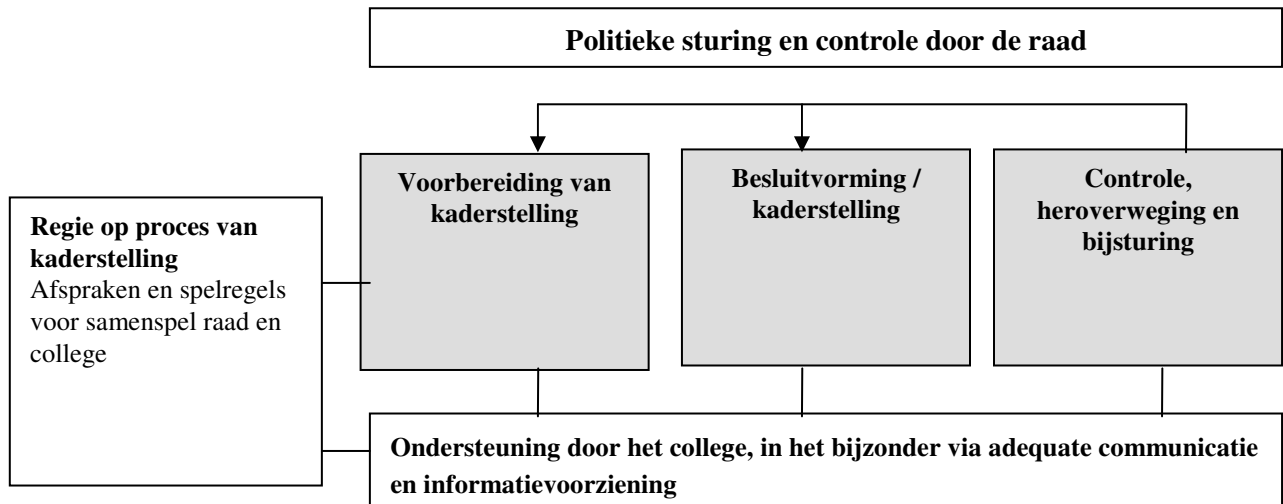 Politieke sturing en controle door de raad
Voorbereiding van
kaderstelling
Besluitvorming /
kaderstelling
Controle,
heroverweging en
bijsturing
Regie op proces van
kaderstelling
Afspraken en spelregels
voor samenspel raad en
college
Ondersteuning door het college, in het bijzonder via adequate communicatie
en informatievoorziening